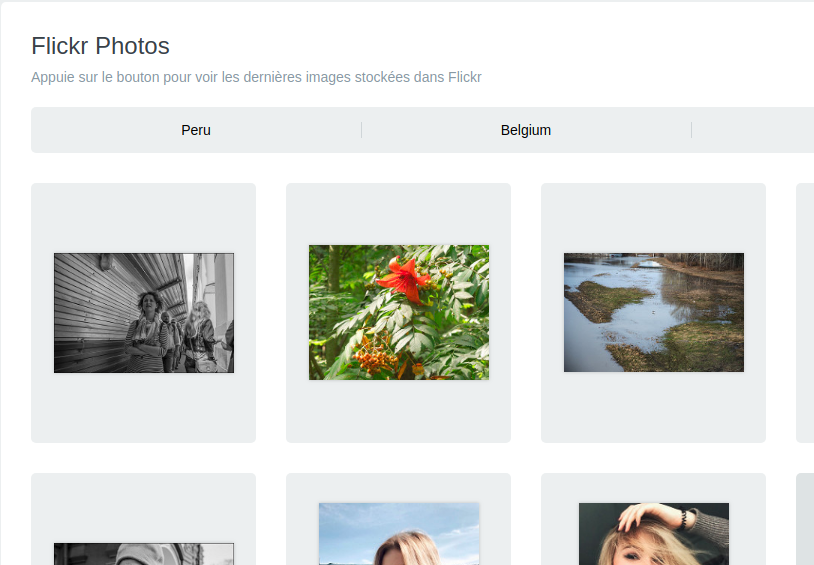 Flickr Photos
Appuie sur le bouton pour voir les dernières images stockées dans Flickr
Peru
Belgium